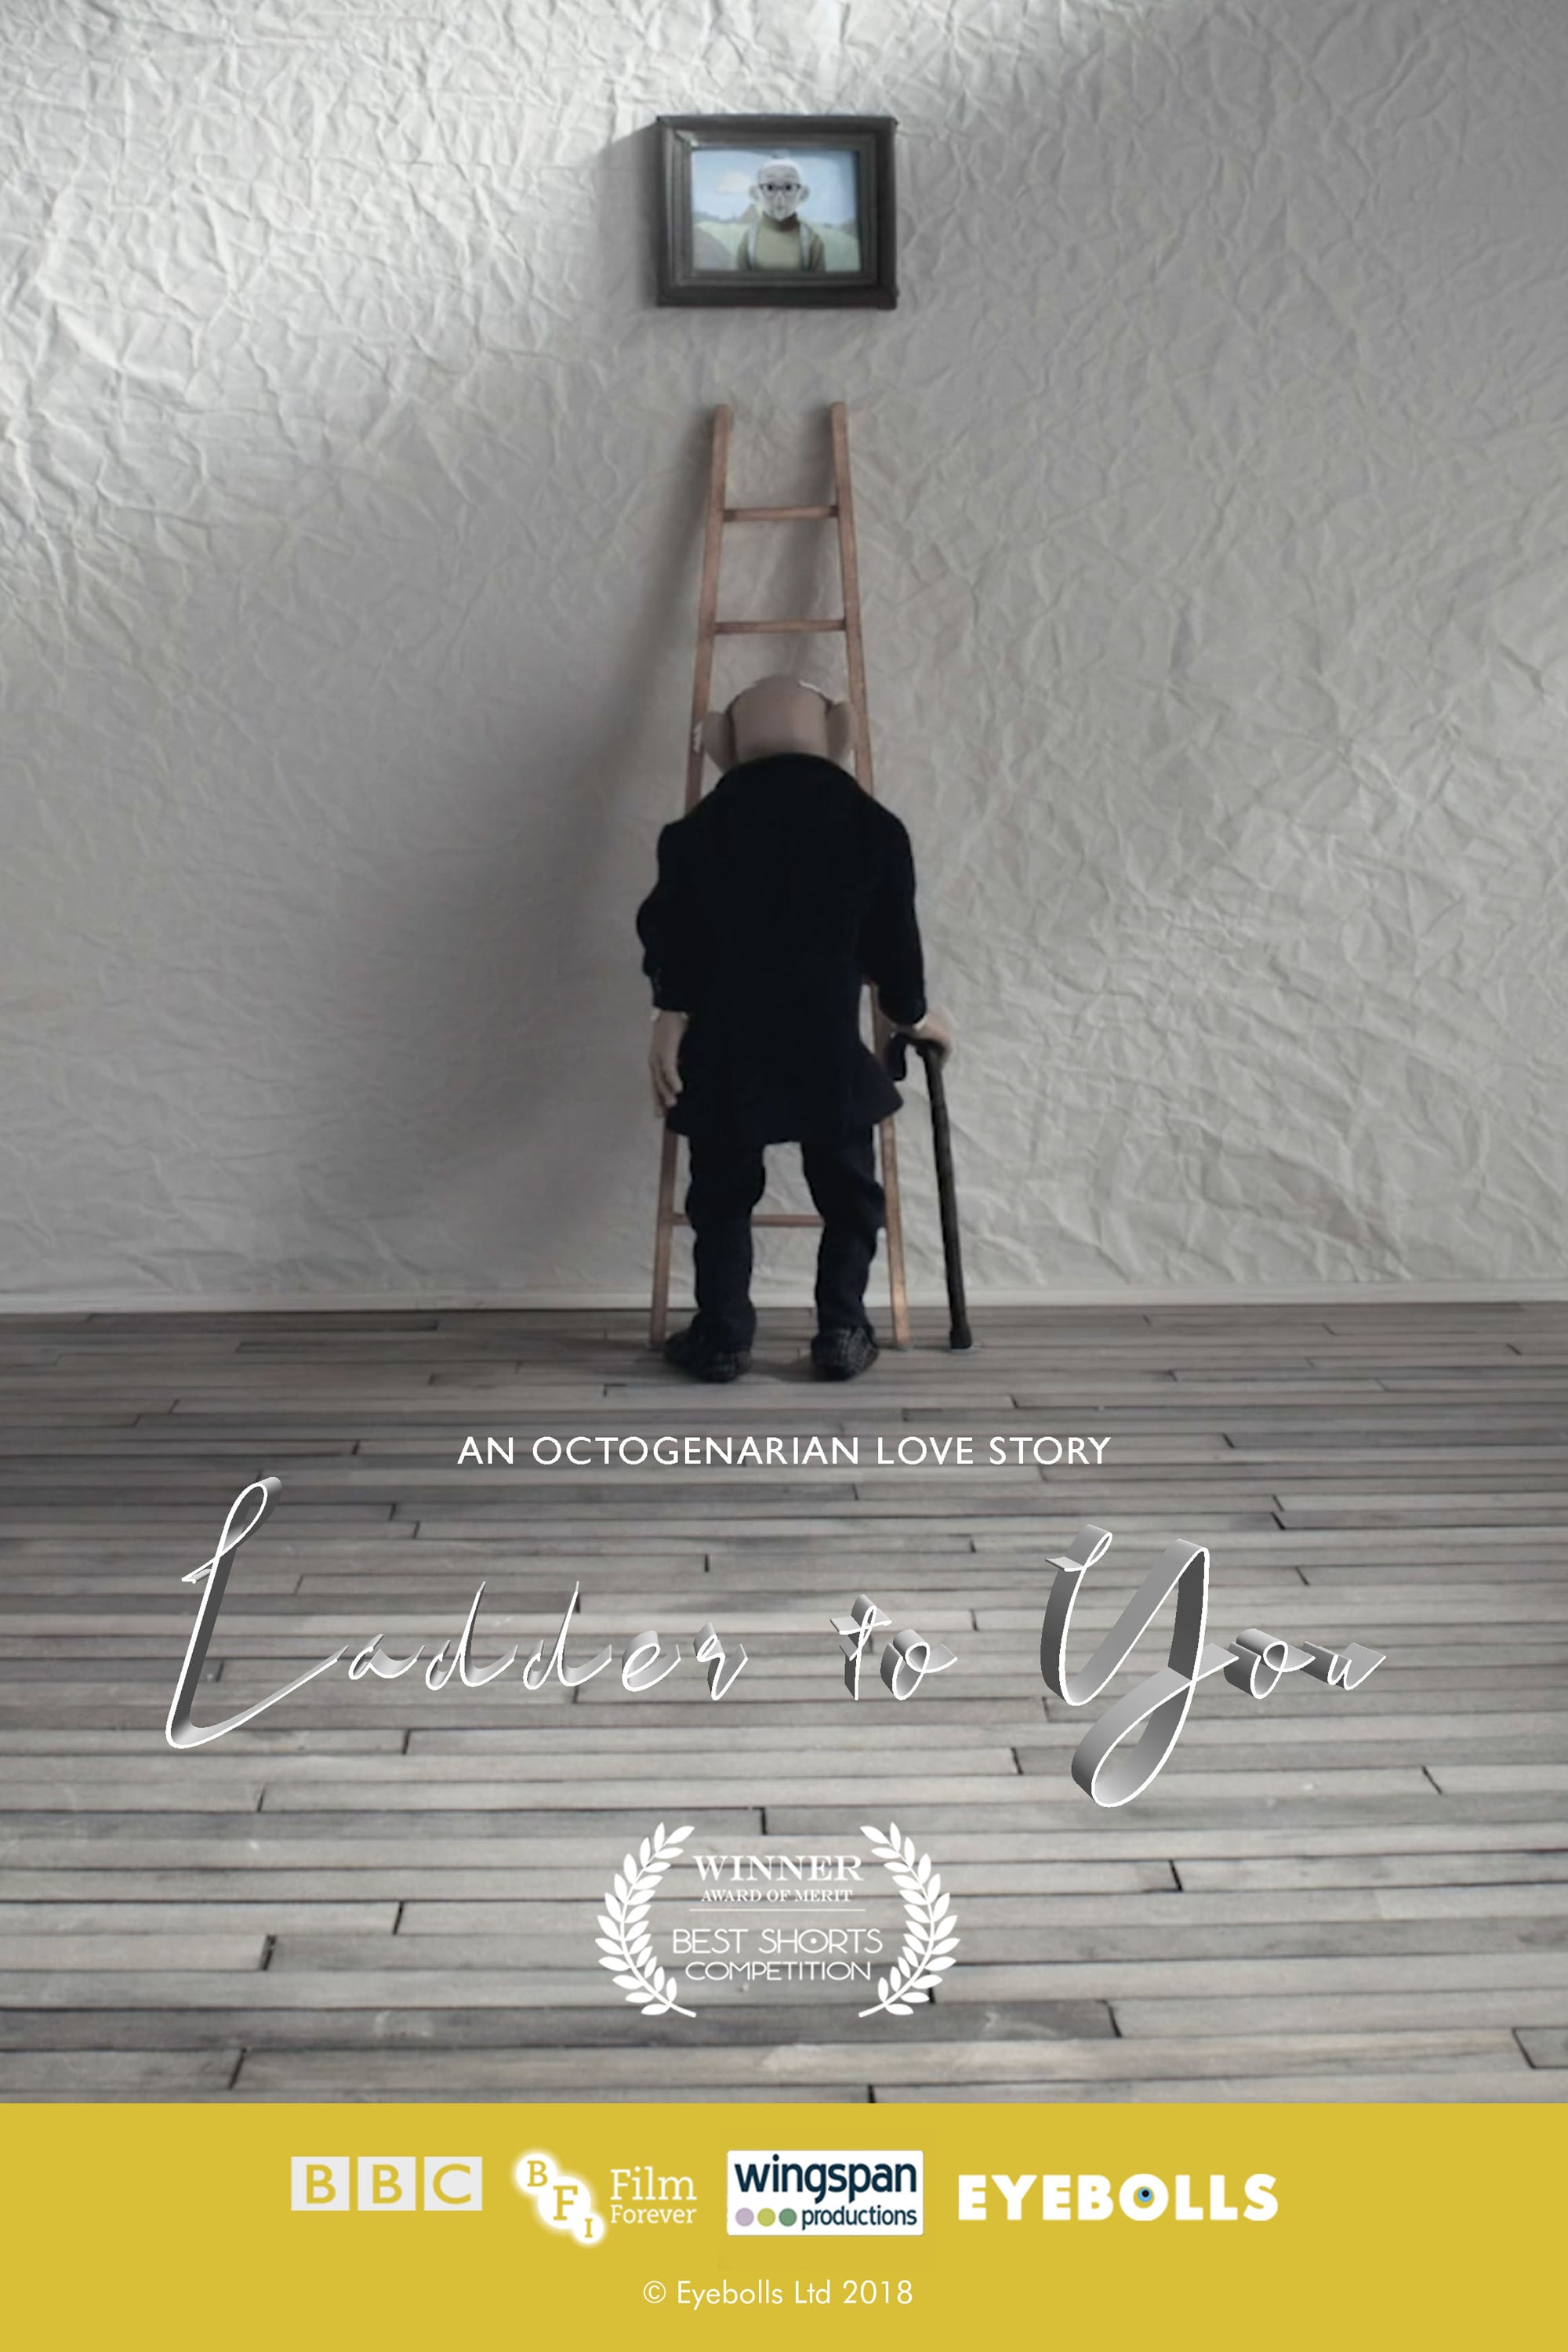 AN OCTOGENARIAN LOVE STORY
Ladder to You
WINNER
AWARD OF MERIT
BEST SHORTS
COMPETITION
BBC
BFI Film Forever
wingspan productions
EYEBOLLS
© Eyebolls Ltd 2018